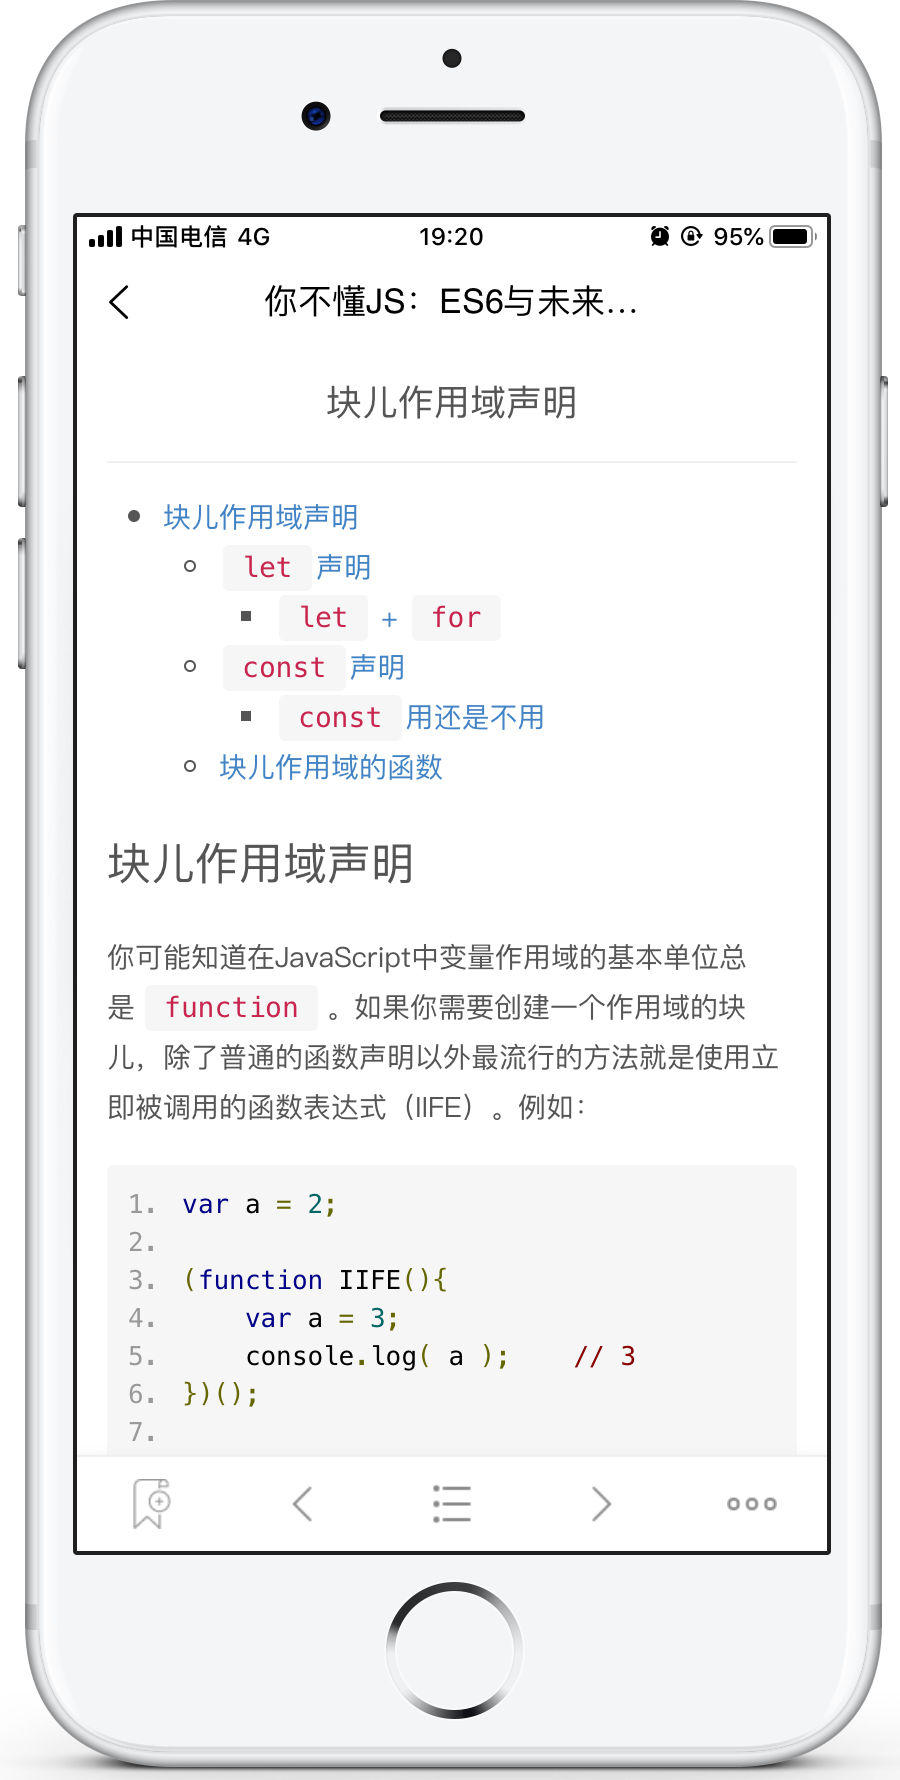 中国电信 4G 19:20 95%
你不懂JS：ES6与未来...
块儿作用域声明
块儿作用域声明
let 声明
let + for
const 声明
const 用还是不用
块儿作用域的函数
块儿作用域声明
你可能知道在JavaScript中变量作用域的基本单位总
是 function 。如果你需要创建一个作用域的块
儿，除了普通的函数声明以外最流行的方法就是使用立
即被调用的函数表达式（IIFE）。例如：
1. var a = 2;
2.
3. (function IIFE(){
4.     var a = 3;
5.     console.log( a );    // 3
6. })();
7.